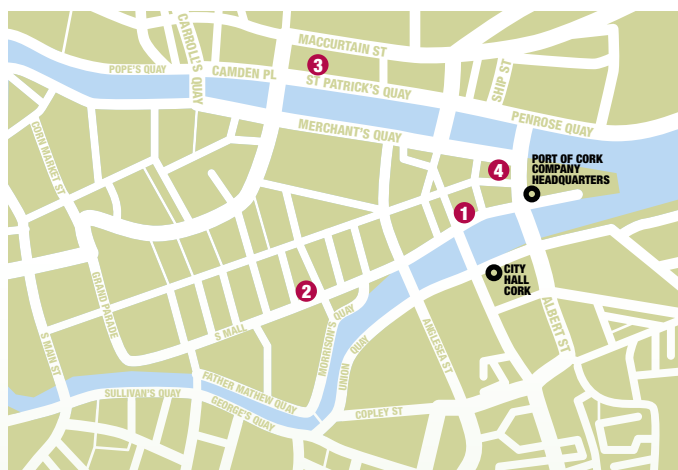 MACCURTAIN ST
CARROLL'S QUAY
3
POPE'S QUAY
CAMDEN PL
ST PATRICK'S QUAY
SHIP ST
PENROSE QUAY
MERCHANT'S QUAY
CORN MARKET ST
4
PORT OF CORK
COMPANY
HEADQUARTERS
1
CITY
HALL
CORK
2
GRAND PARADE
S MALL
MORRISON'S QUAY
UNION QUAY
ANGLESEA ST
ALBERT ST
S MAIN ST
SULLIVAN'S QUAY
FATHER MATHEW QUAY
GEORGE'S QUAY
COPLEY ST